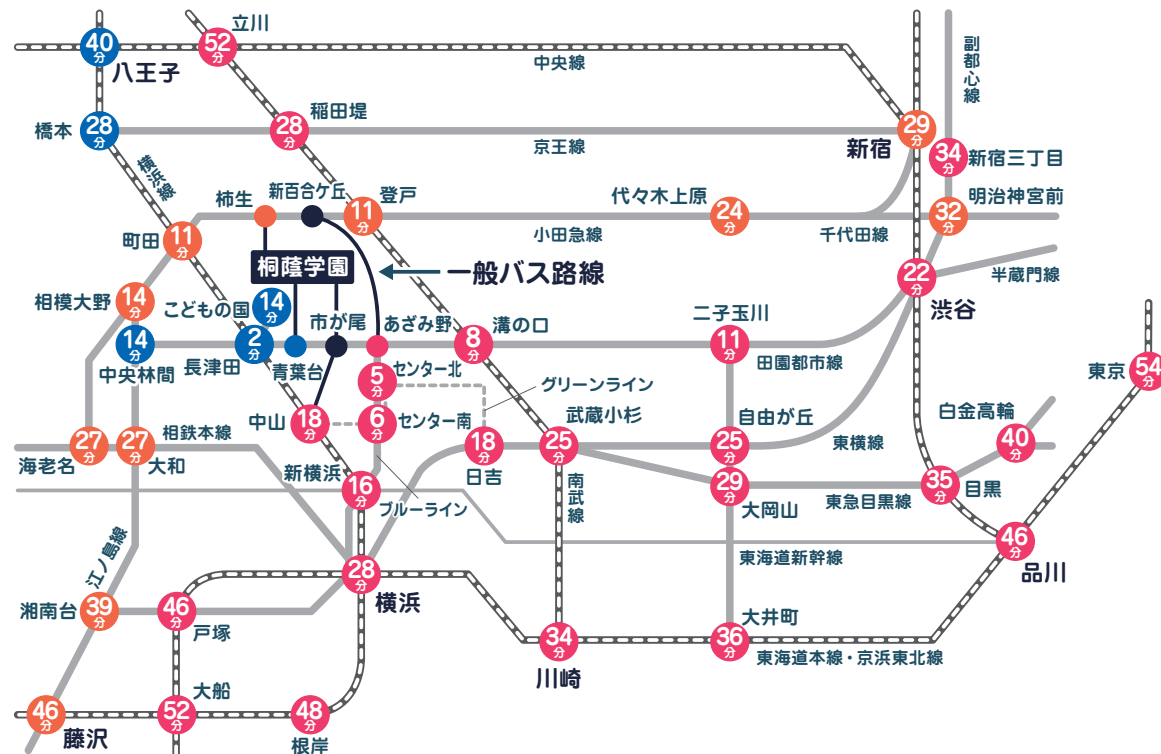 立川
40分
52分
八王子
中央線
副都心線
稲田堤
橋本
28分
28分
京王線
29分
新宿
34分
新宿三丁目
横浜線
柿生
新百合ケ丘
登戸
代々木上原
明治神宮前
11分
24分
32分
小田急線
千代田線
町田
11分
桐蔭学園
一般バス路線
半蔵門線
22分
渋谷
相模大野
14分
こどもの国
14分
市が尾
あざみ野
溝の口
二子玉川
14分
2分
8分
11分
田園都市線
中央林間
長津田
青葉台
5分
センター北
グリーンライン
東京
54分
中山
18分
6分
センター南
武蔵小杉
自由が丘
白金高輪
27分
27分
相鉄本線
18分
25分
25分
東横線
40分
海老名
大和
新横浜
日吉
16分
ブルーライン
南武線
29分
大岡山
東急目黒線
35分
目黒
江ノ島線
東海道新幹線
46分
品川
28分
横浜
湘南台
39分
46分
戸塚
大井町
34分
36分
川崎
東海道本線・京浜東北線
大船
46分
52分
48分
藤沢
根岸